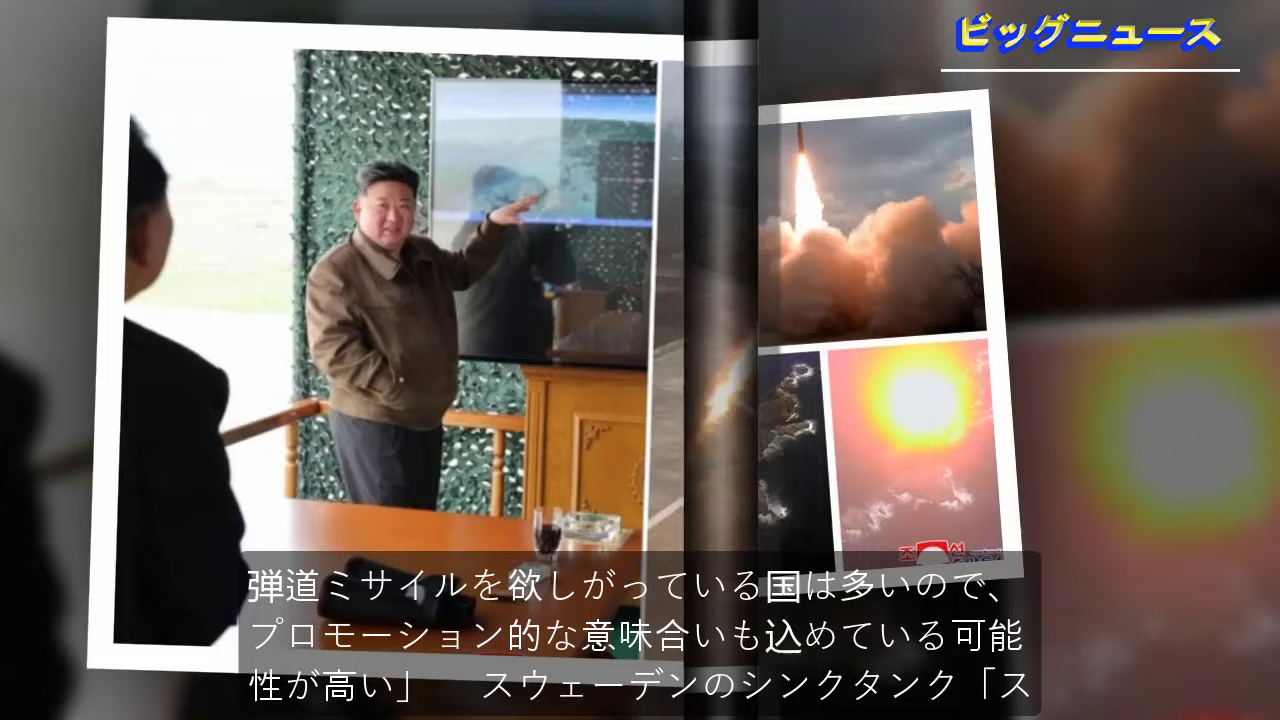 ビッグニュース
조 선
弾道ミサイルを欲しがっている国は多いので、
プロモーション的な意味合いも込めている可能
性が高い」　スウェーデンのシンクタンク「ス